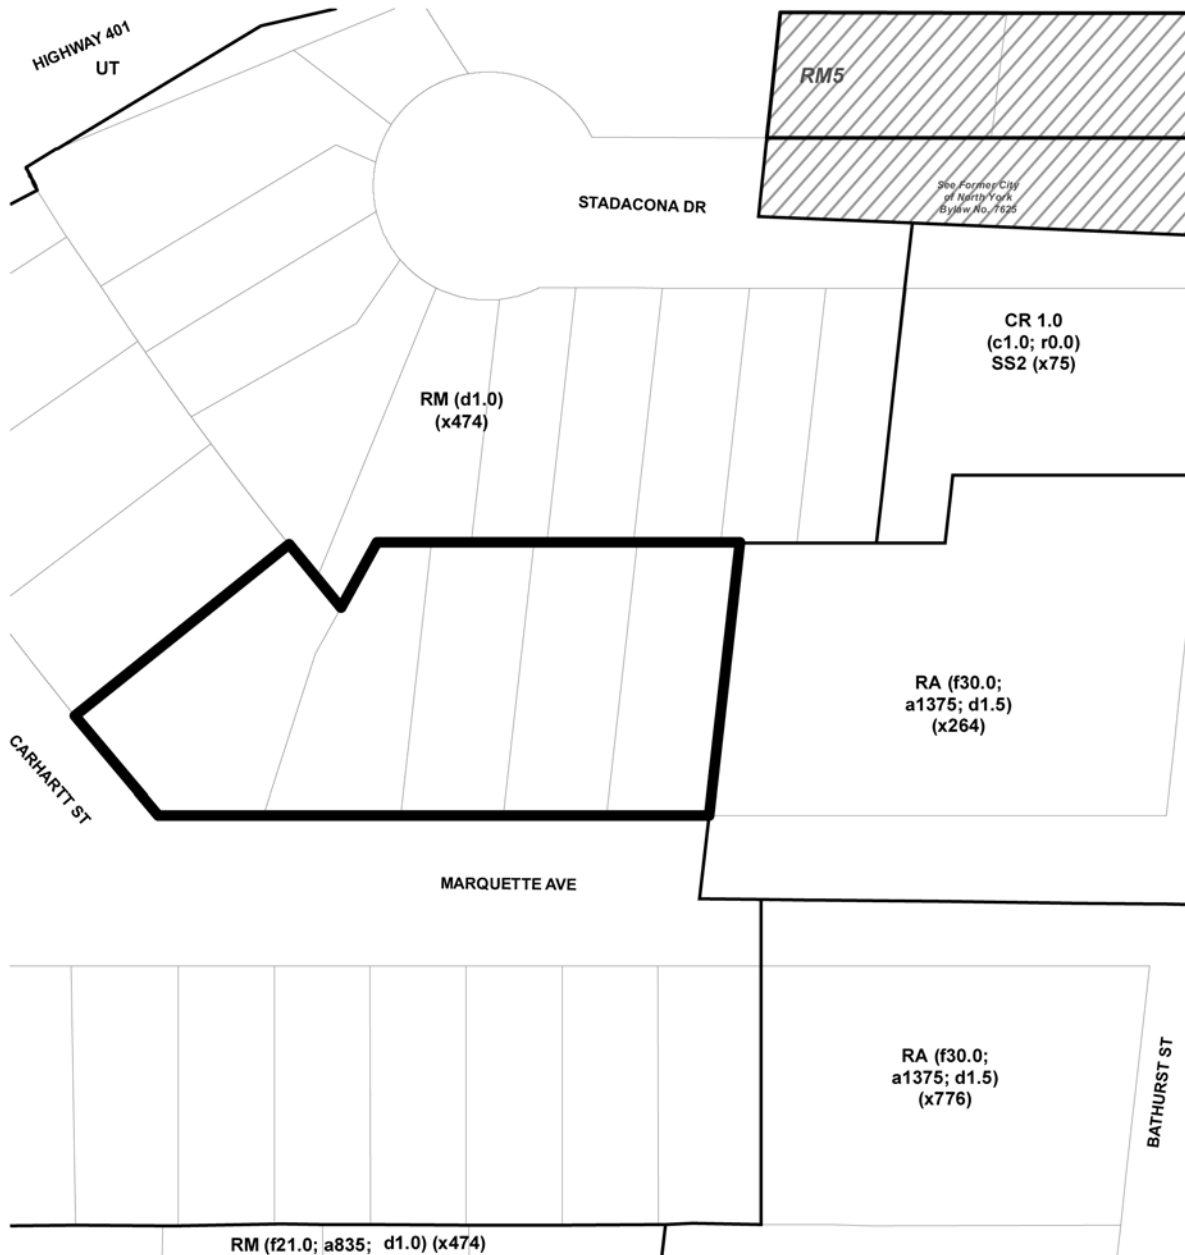 HIGHWAY 401
UT
RM5
See Former City
of North York
Bylaw No. 7625
STADACONA DR
CR 1.0
(c1.0; r0.0)
SS2 (x75)
RM (d1.0)
(x474)
RA (f30.0;
a1375; d1.5)
(x264)
CARHARTT ST
MARQUETTE AVE
RA (f30.0;
a1375; d1.5)
(x776)
BATHURST ST
RM (f21.0; a835; d1.0) (x474)